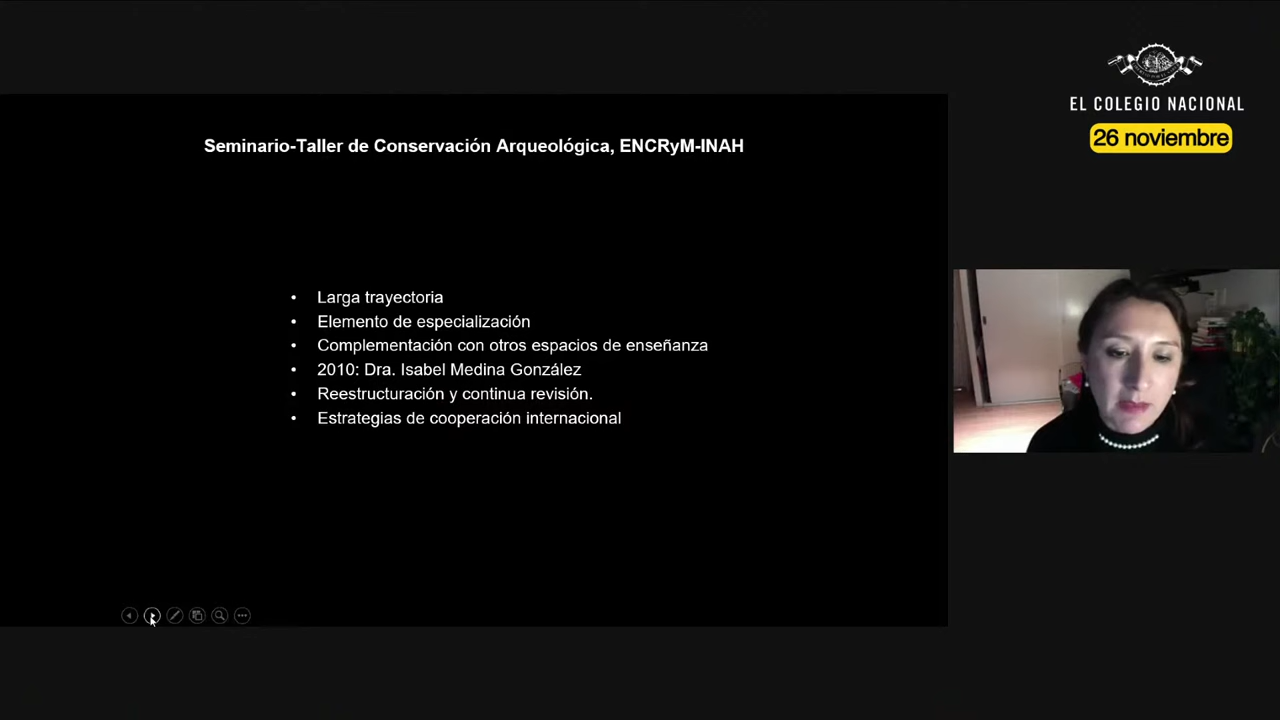 EL COLEGIO NACIONAL
26 noviembre
Seminario-Taller de Conservación Arqueológica, ENCRyM-INAH
• Larga trayectoria
• Elemento de especialización
• Complementación con otros espacios de enseñanza
• 2010: Dra. Isabel Medina González
• Reestructuración y continua revisión.
• Estrategias de cooperación internacional